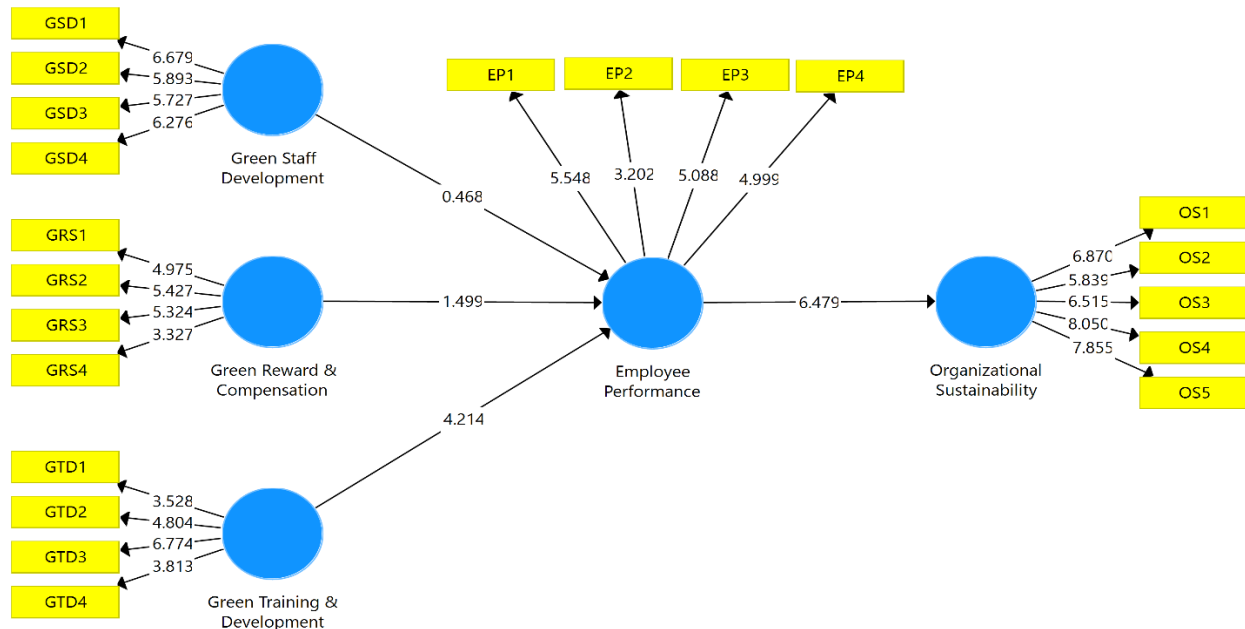 GSD1
GSD2
GSD3
GSD4
6.679
5.893
5.727
6.276
Green Staff
Development
EP1
EP2
EP3
EP4
5.548
3.202
5.088
4.999
0.468
GRS1
GRS2
GRS3
GRS4
4.975
5.427
5.324
3.327
Green Reward &
Compensation
1.499
Employee
Performance
6.479
Organizational
Sustainability
6.870
5.839
6.515
8.050
7.855
OS1
OS2
OS3
OS4
OS5
4.214
GTD1
GTD2
GTD3
GTD4
3.528
4.804
6.774
3.813
Green Training &
Development